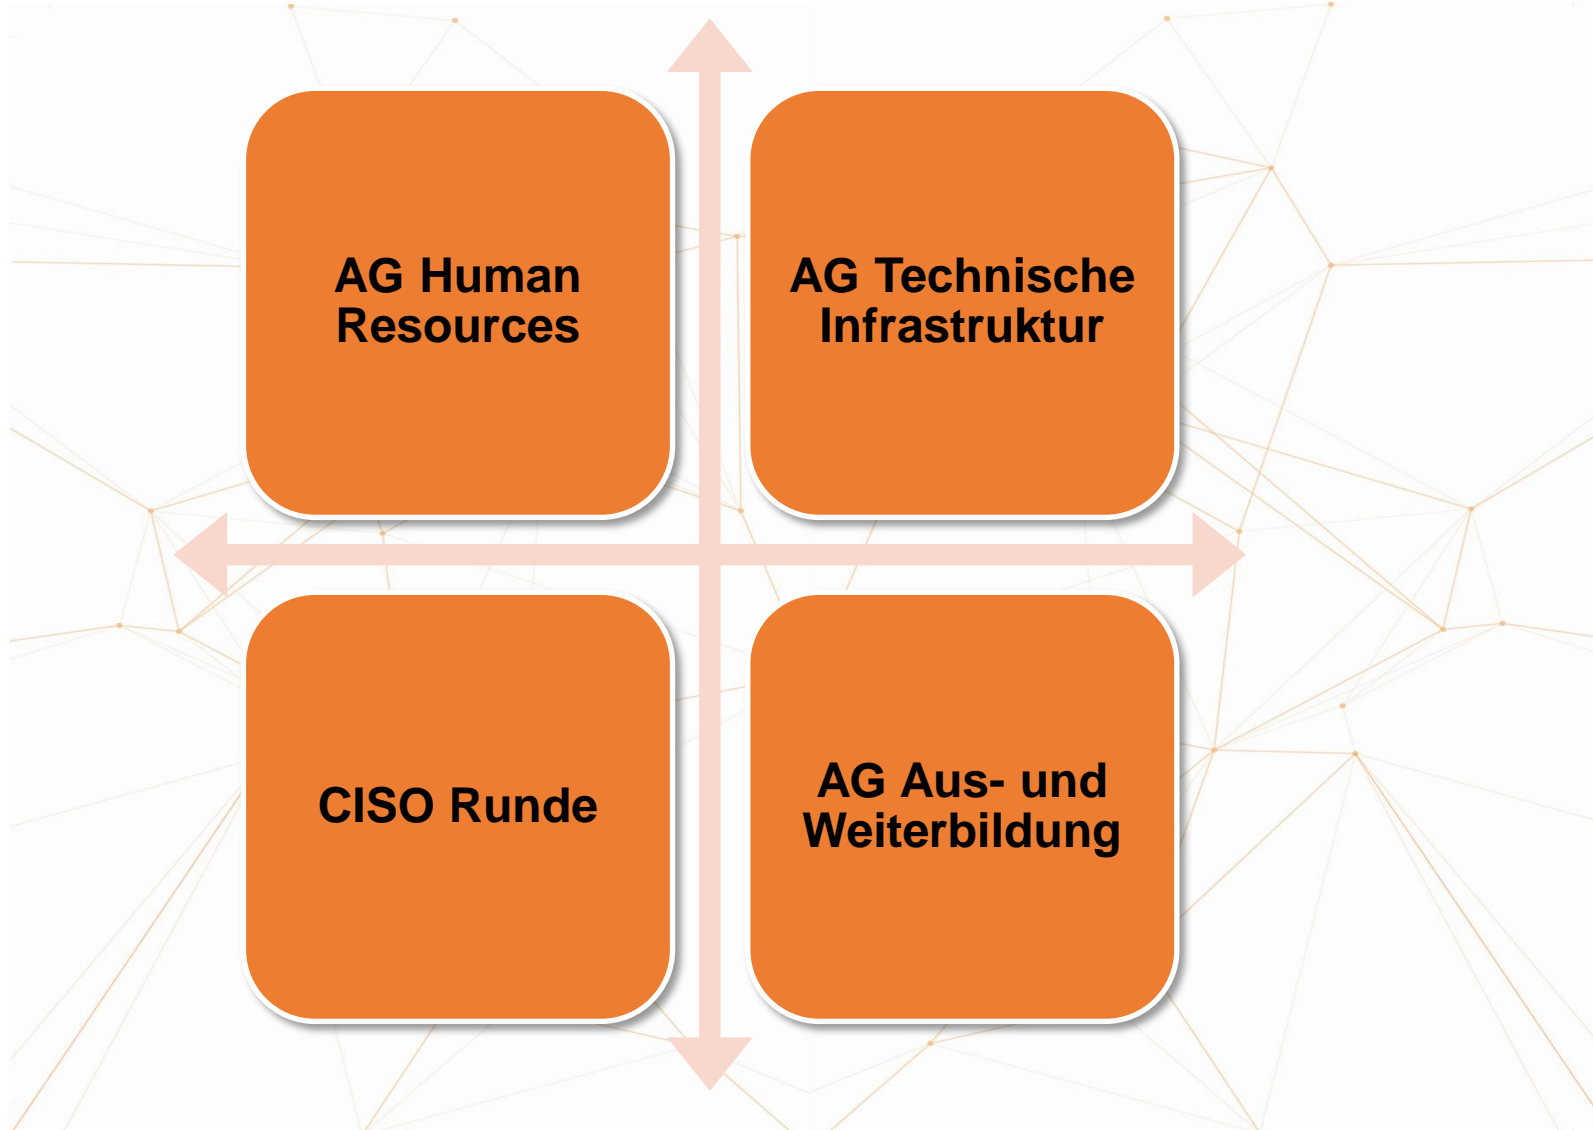 AG Human
Resources
AG Technische
Infrastruktur
CISO Runde
AG Aus- und
Weiterbildung